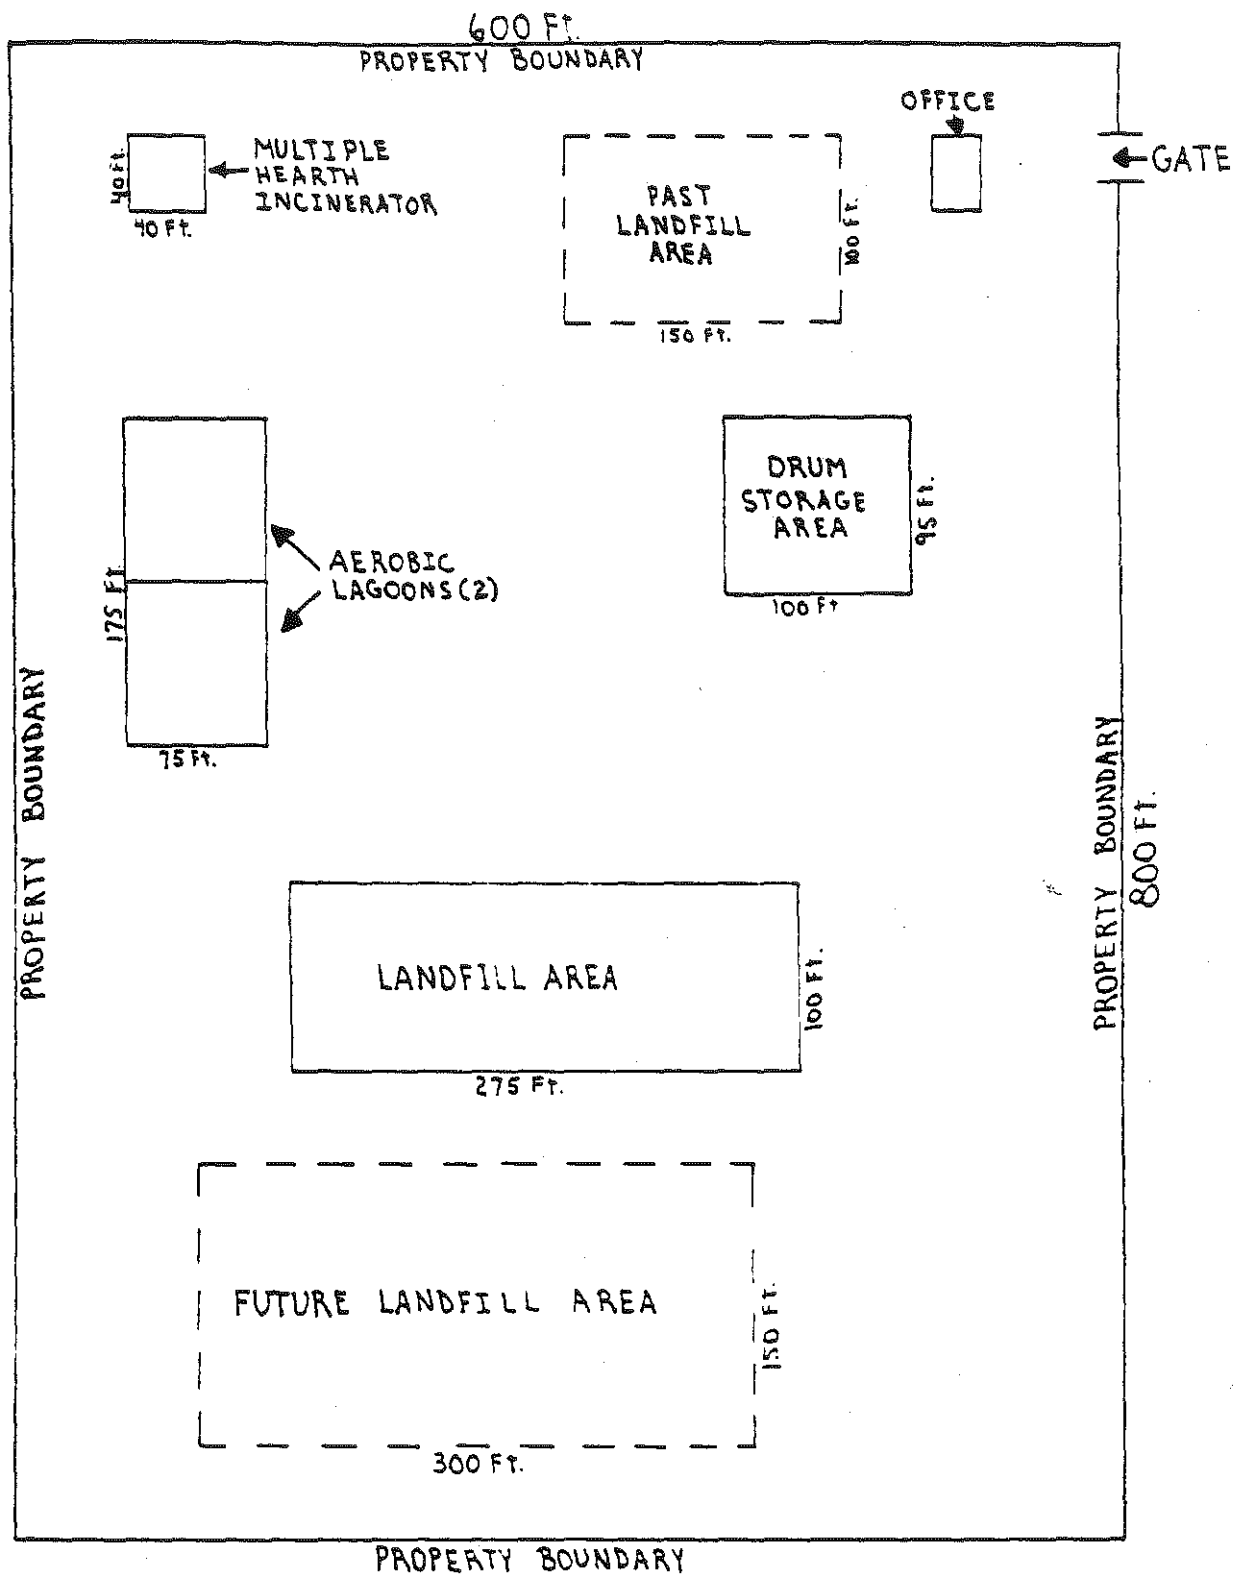 600 Ft.
PROPERTY BOUNDARY
OFFICE
GATE
MULTIPLE
HEARTH
INCINERATOR
40 Ft.
40 Ft.
PAST
LANDFILL
AREA
100 Ft.
150 Ft.
DRUM
STORAGE
AREA
95 Ft.
100 Ft
AEROBIC
LAGOONS (2)
175 Ft.
75 Ft.
PROPERTY BOUNDARY
PROPERTY BOUNDARY
800 Ft.
LANDFILL AREA
100 Ft.
275 Ft.
FUTURE LANDFILL AREA
150 Ft.
300 Ft.
PROPERTY BOUNDARY